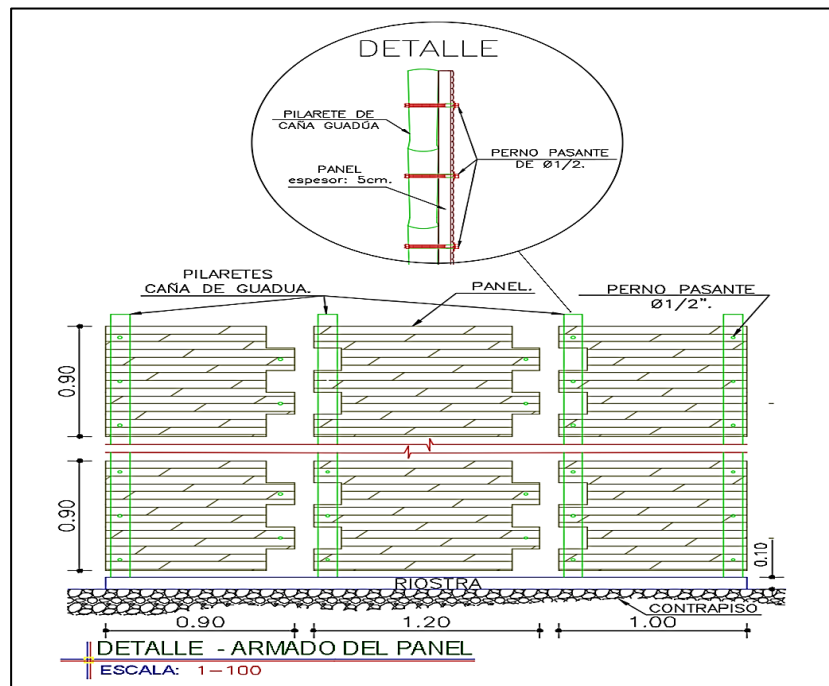 DETALLE
PILARETE DE
CAÑA GUADÚA
PANEL
espesor: 5cm.
PERNO PASANTE
DE Ø1/2.
PILARETES
CAÑA DE GUADUA.
PANEL.
PERNO PASANTE
Ø1/2".
0.90
0.90
0.10
RIOSTRA
CONTRAPISO
0.90
1.20
1.00
DETALLE - ARMADO DEL PANEL
ESCALA: 1-100